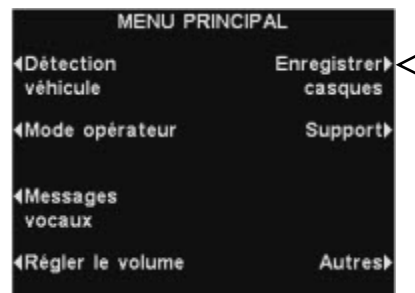 MENU PRINCIPAL
Détection
véhicule
Enregistrer
casques
Mode opérateur
Support
Messages
vocaux
Régler le volume
Autres